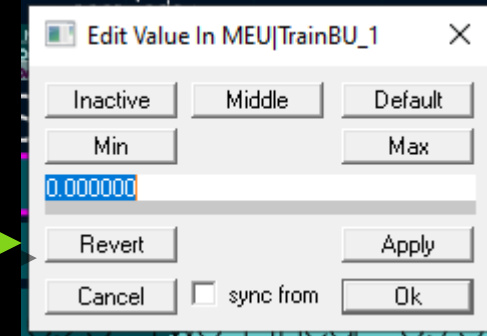 Edit Value In MEU|TrainBU_1
Inactive Middle Default
Min Max
0.000000
Revert Apply
Cancel sync from Ok